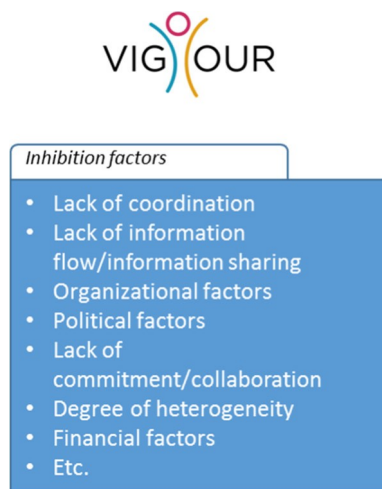 VIGOUR
Inhibition factors
• Lack of coordination
• Lack of information
flow/information sharing
• Organizational factors
• Political factors
• Lack of
commitment/collaboration
• Degree of heterogeneity
• Financial factors
• Etc.